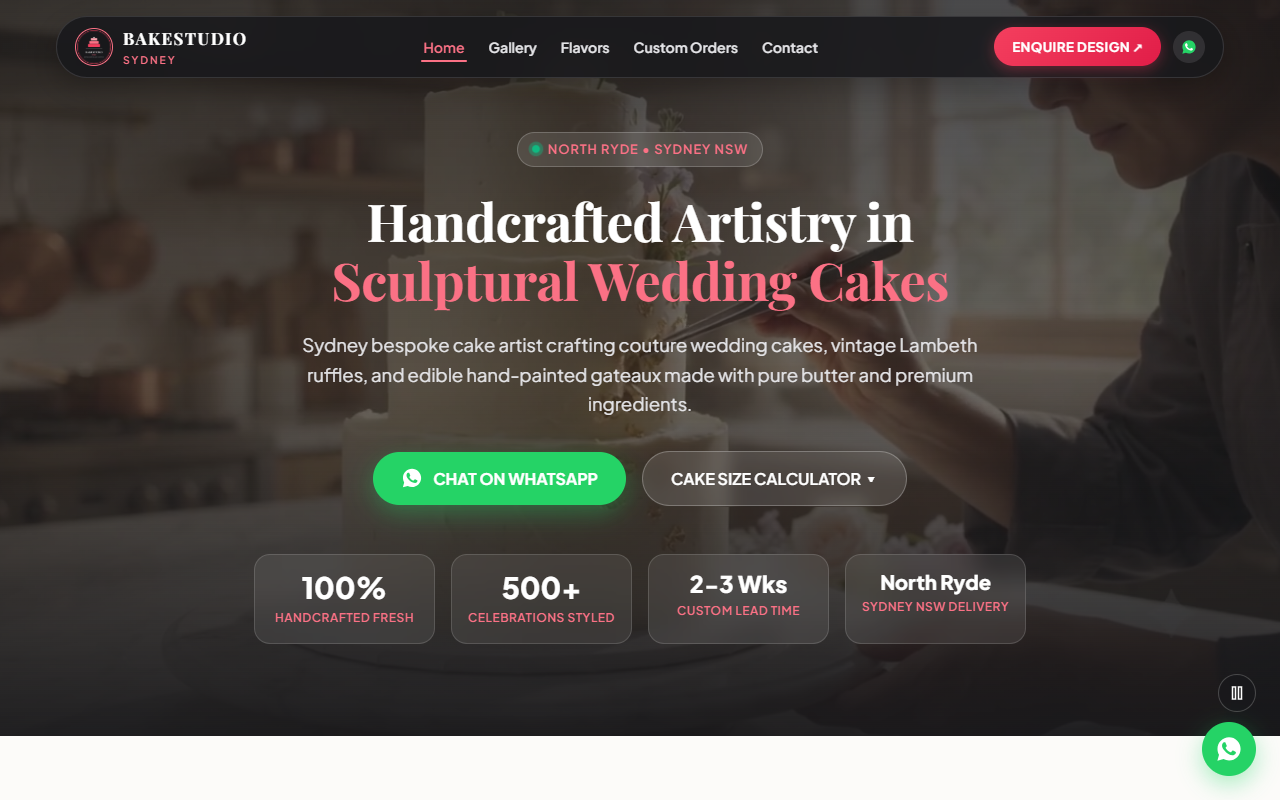 BAKESTUDIO
SYDNEY
Home
Gallery
Flavors
Custom Orders
Contact
ENQUIRE DESIGN ↗
NORTH RYDE • SYDNEY NSW
Handcrafted Artistry in
Sculptural Wedding Cakes
Sydney bespoke cake artist crafting couture wedding cakes, vintage Lambeth
ruffles, and edible hand-painted gateaux made with pure butter and premium
ingredients.
CHAT ON WHATSAPP
CAKE SIZE CALCULATOR ▾
100%
HANDCRAFTED FRESH
500+
CELEBRATIONS STYLED
2–3 Wks
CUSTOM LEAD TIME
North Ryde
SYDNEY NSW DELIVERY